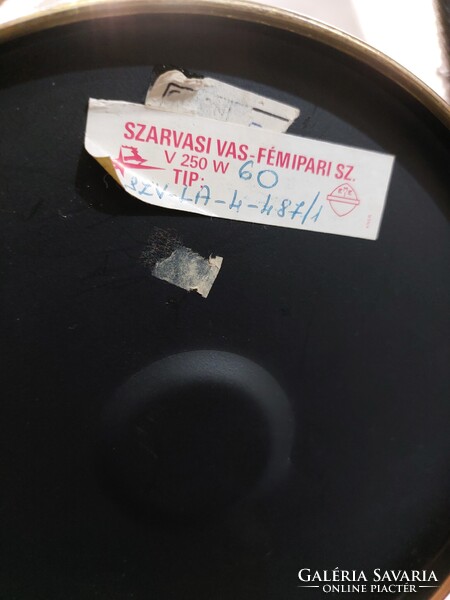 SZARVASI VAS-FÉMIPARI SZ.
V 250 W 60
TIP:
SZV-LA-4-487/1
GALÉRIA SAVARIA
ONLINE PIACTÉR